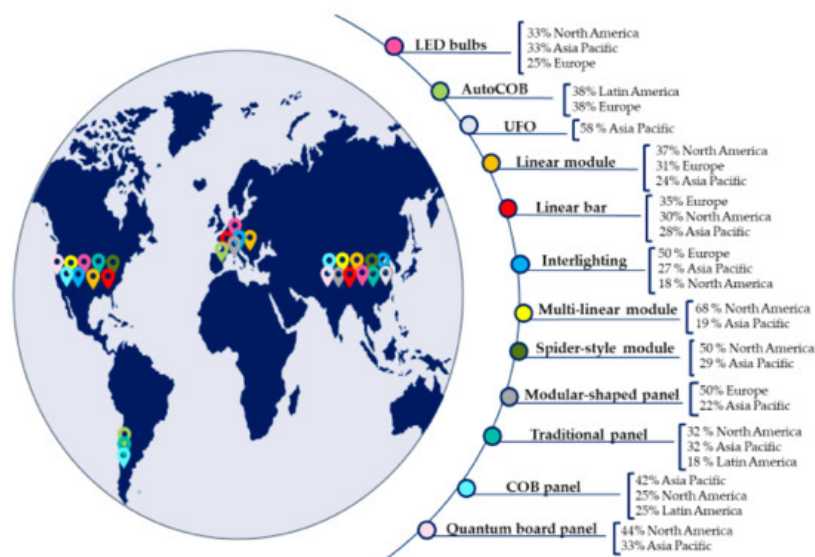 LED bulbs
33% North America
33% Asia Pacific
25% Europe
AutoCOB
38% Latin America
38% Europe
UFO
58 % Asia Pacific
Linear module
37% North America
31% Europe
24% Asia Pacific
Linear bar
35% Europe
30% North America
28% Asia Pacific
Interlighting
50 % Europe
27 % Asia Pacific
18 % North America
Multi-linear module
68 % North America
19 % Asia Pacific
Spider-style module
50 % North America
29 % Asia Pacific
Modular-shaped panel
50% Europe
22% Asia Pacific
Traditional panel
32 % North America
32 % Asia Pacific
18 % Latin America
COB panel
42% Asia Pacific
25% North America
25% Latin America
Quantum board panel
44% North America
33% Asia Pacific